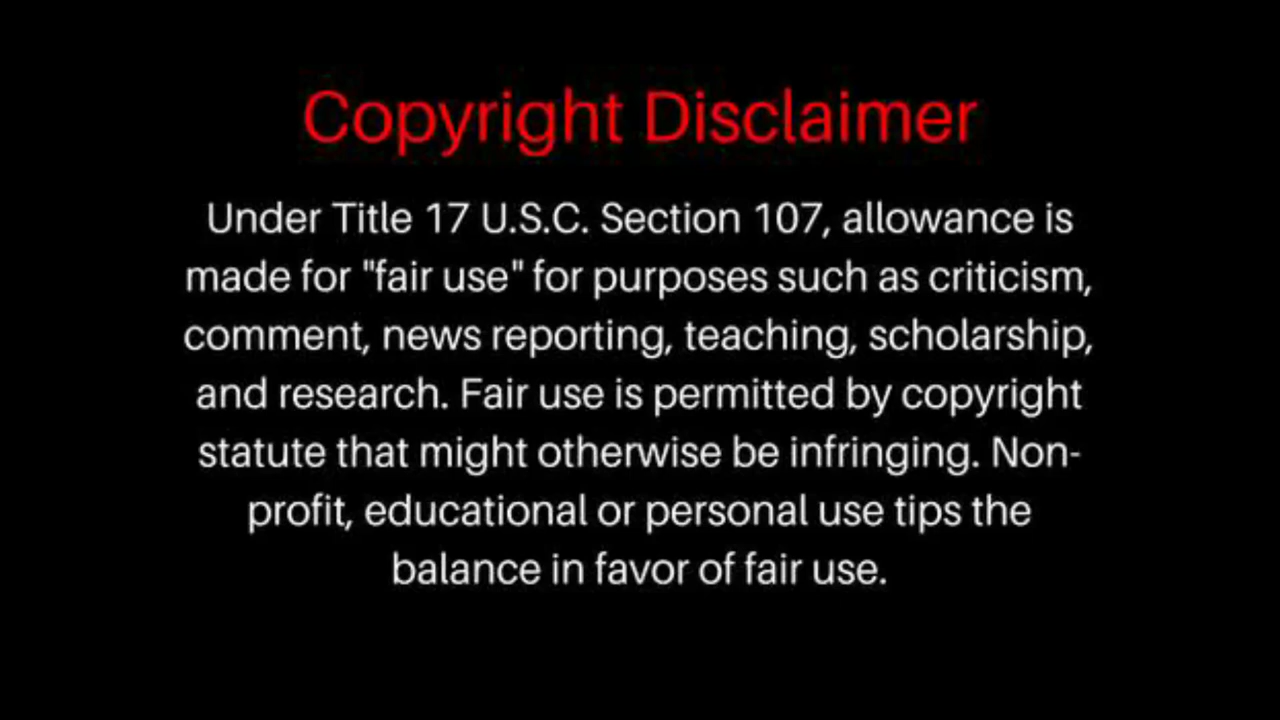 Copyright Disclaimer
Under Title 17 U.S.C. Section 107, allowance is
made for "fair use" for purposes such as criticism,
comment, news reporting, teaching, scholarship,
and research. Fair use is permitted by copyright
statute that might otherwise be infringing. Non-
profit, educational or personal use tips the
balance in favor of fair use.